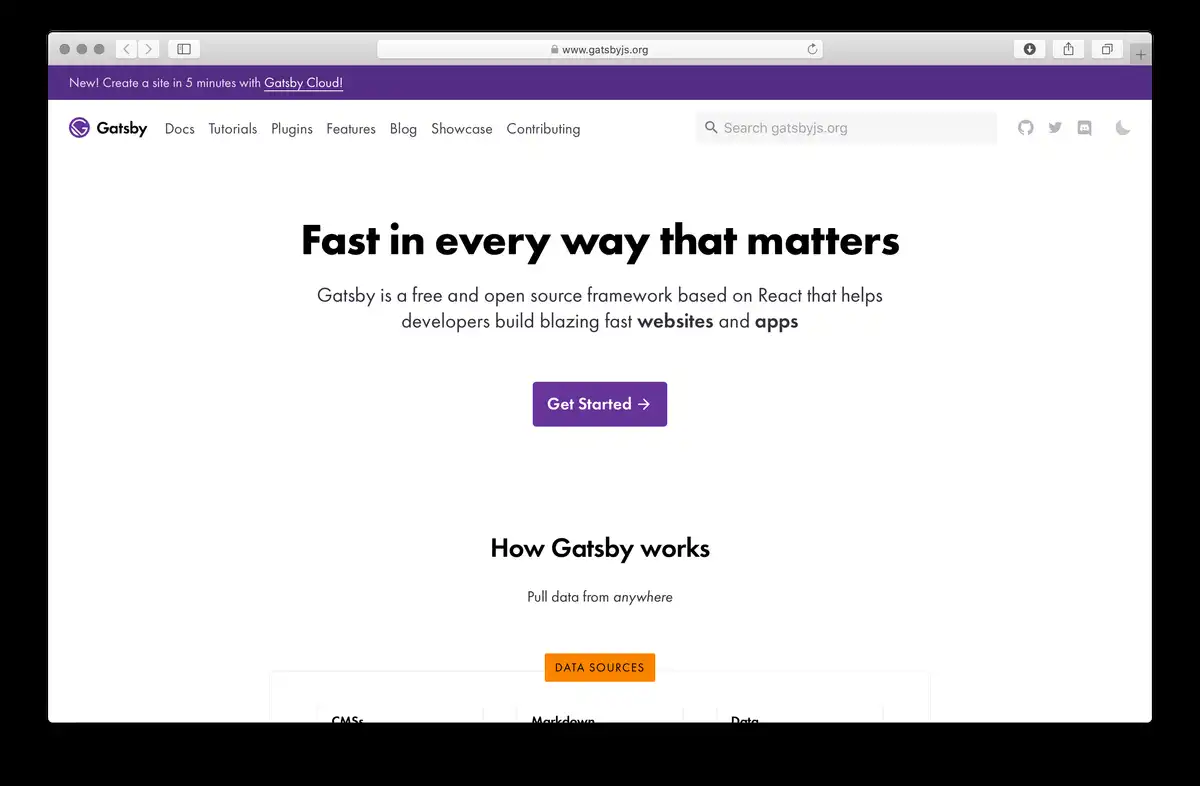 www.gatsbyjs.org
New! Create a site in 5 minutes with Gatsby Cloud!
Gatsby Docs Tutorials Plugins Features Blog Showcase Contributing Search gatsbyjs.org
Fast in every way that matters
Gatsby is a free and open source framework based on React that helps
developers build blazing fast websites and apps
Get Started →
How Gatsby works
Pull data from anywhere
DATA SOURCES
CMSs Markdown Data